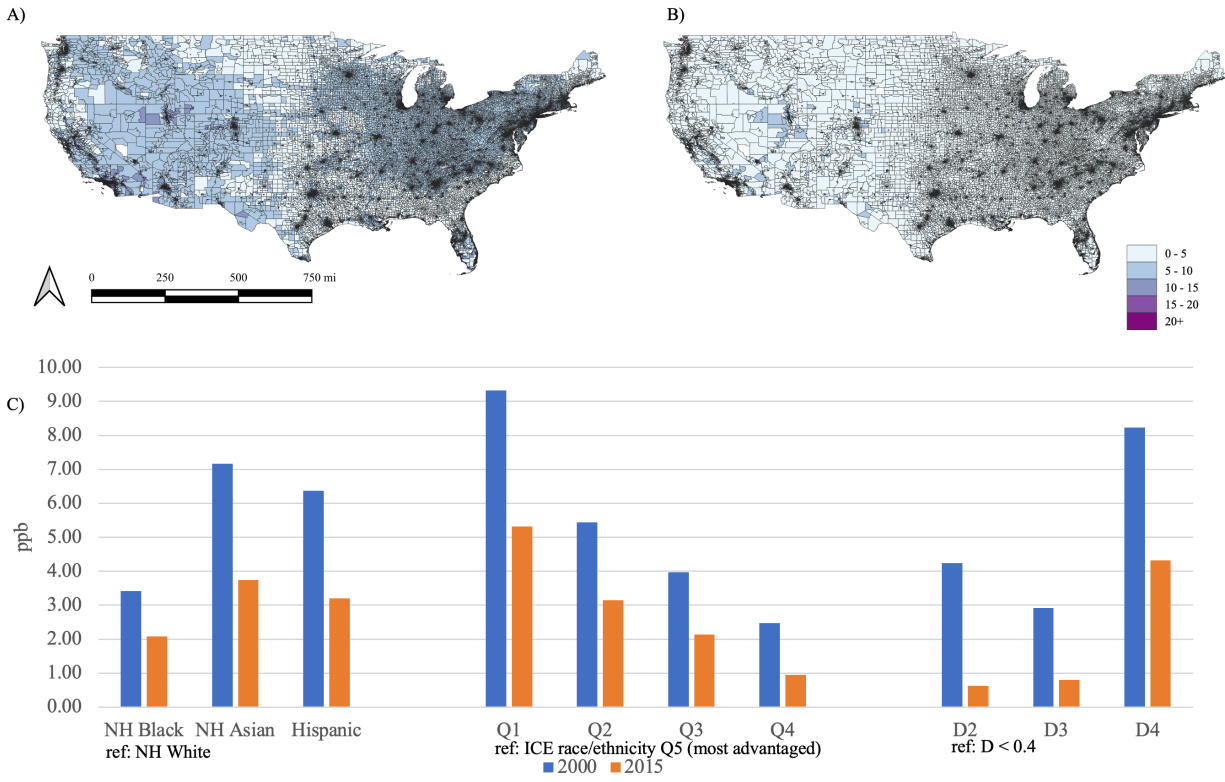 A)
B)
0 250 500 750 mi
0 - 5
5 - 10
10 - 15
15 - 20
20+
C)
10.00
9.00
8.00
7.00
6.00
5.00
4.00
3.00
2.00
1.00
0.00
ppb
NH Black NH Asian Hispanic Q1 Q2 Q3 Q4 D2 D3 D4
ref: NH White ref: ICE race/ethnicity Q5 (most advantaged) ref: D < 0.4
2000 2015